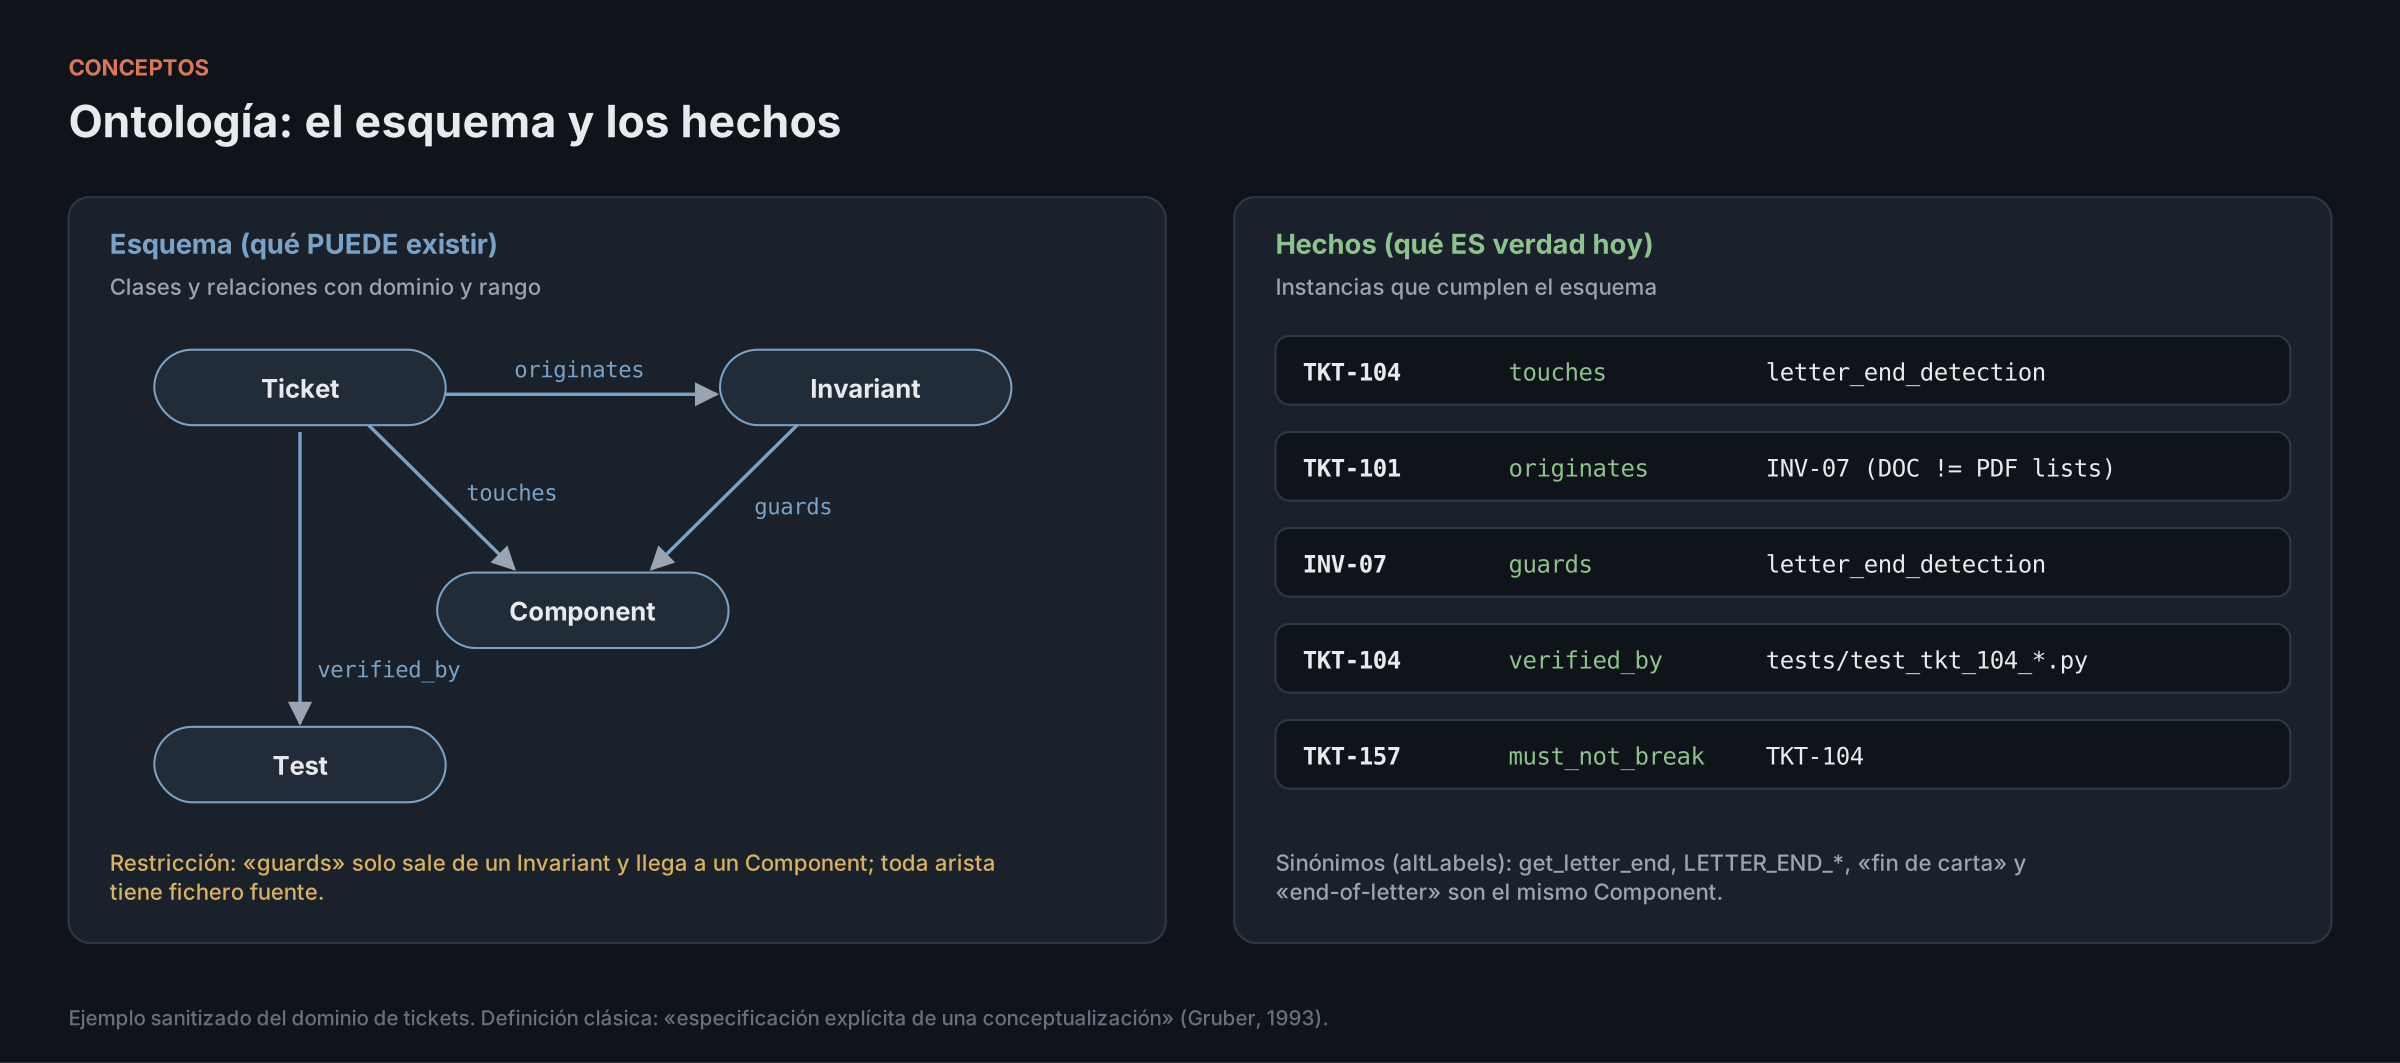 CONCEPTOS
Ontología: el esquema y los hechos
Esquema (qué PUEDE existir)
Clases y relaciones con dominio y rango
Ticket
originates
Invariant
touches
guards
Component
verified_by
Test
Restricción: «guards» solo sale de un Invariant y llega a un Component; toda arista
tiene fichero fuente.
Hechos (qué ES verdad hoy)
Instancias que cumplen el esquema
TKT-104 touches letter_end_detection
TKT-101 originates INV-07 (DOC != PDF lists)
INV-07 guards letter_end_detection
TKT-104 verified_by tests/test_tkt_104_*.py
TKT-157 must_not_break TKT-104
Sinónimos (altLabels): get_letter_end, LETTER_END_*, «fin de carta» y
«end-of-letter» son el mismo Component.
Ejemplo sanitizado del dominio de tickets. Definición clásica: «especificación explícita de una conceptualización» (Gruber, 1993).